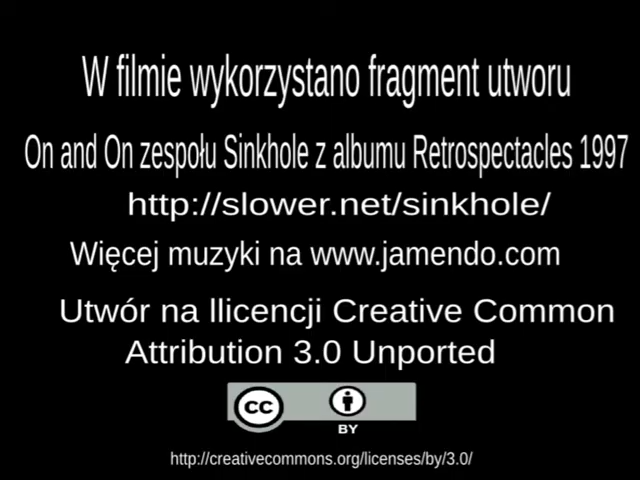 W filmie wykorzystano fragment utworu
On and On zespołu Sinkhole z albumu Retrospectacles 1997
http://slower.net/sinkhole/
Więcej muzyki na www.jamendo.com
Utwór na llicencji Creative Common
Attribution 3.0 Unported
cc
BY
http://creativecommons.org/licenses/by/3.0/